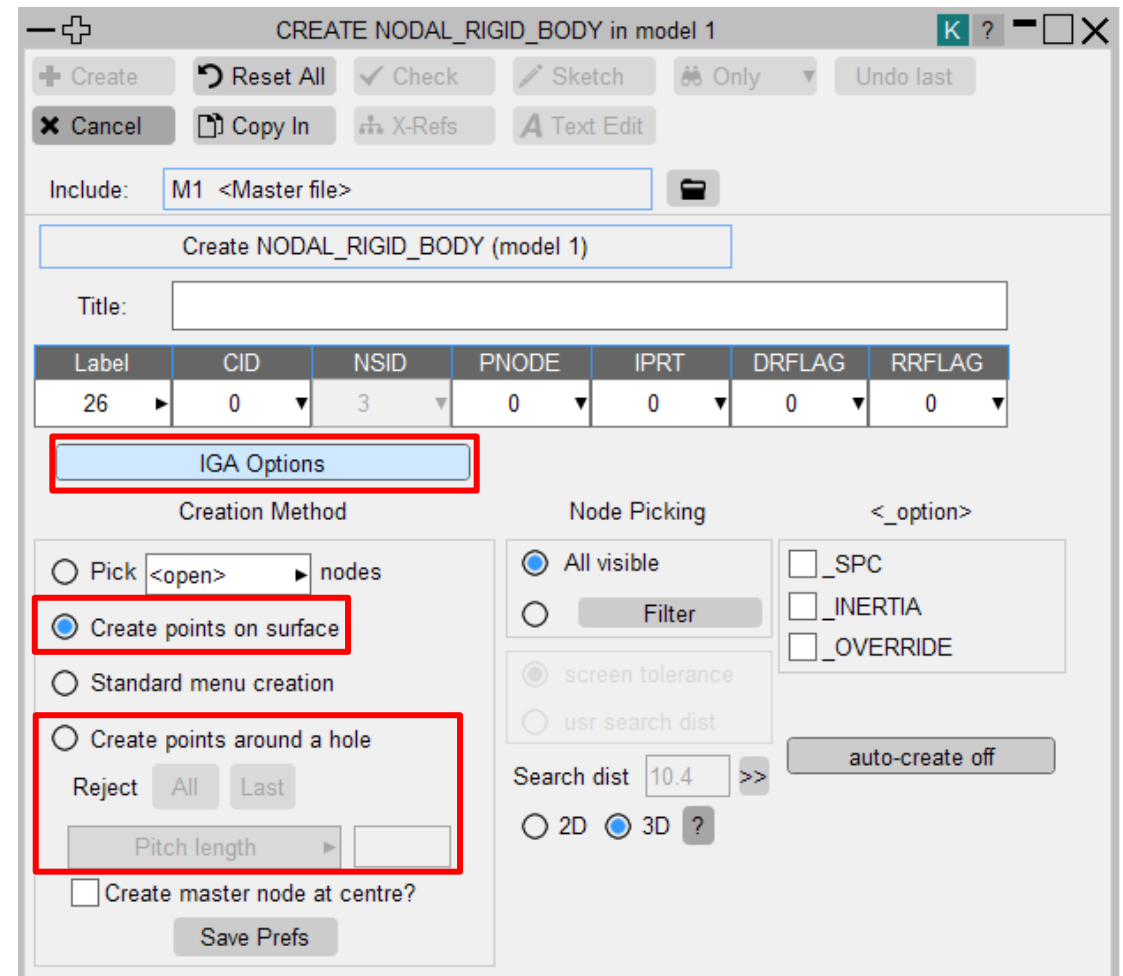 CREATE NODAL_RIGID_BODY in model 1 K ?
Create Reset All Check Sketch Only Undo last
Cancel Copy In X-Refs A Text Edit
Include: M1 <Master file>
Create NODAL_RIGID_BODY (model 1)
Title:
Label CID NSID PNODE IPRT DRFLAG RRFLAG
26 0 3 0 0 0 0
IGA Options
Creation Method Node Picking <_option>
Pick <open> nodes All visible _SPC
Create points on surface Filter _INERTIA
_OVERRIDE
Standard menu creation screen tolerance
usr search dist
Create points around a hole auto-create off
Reject All Last Search dist 10.4 >>
Pitch length 2D 3D ?
Create master node at centre?
Save Prefs